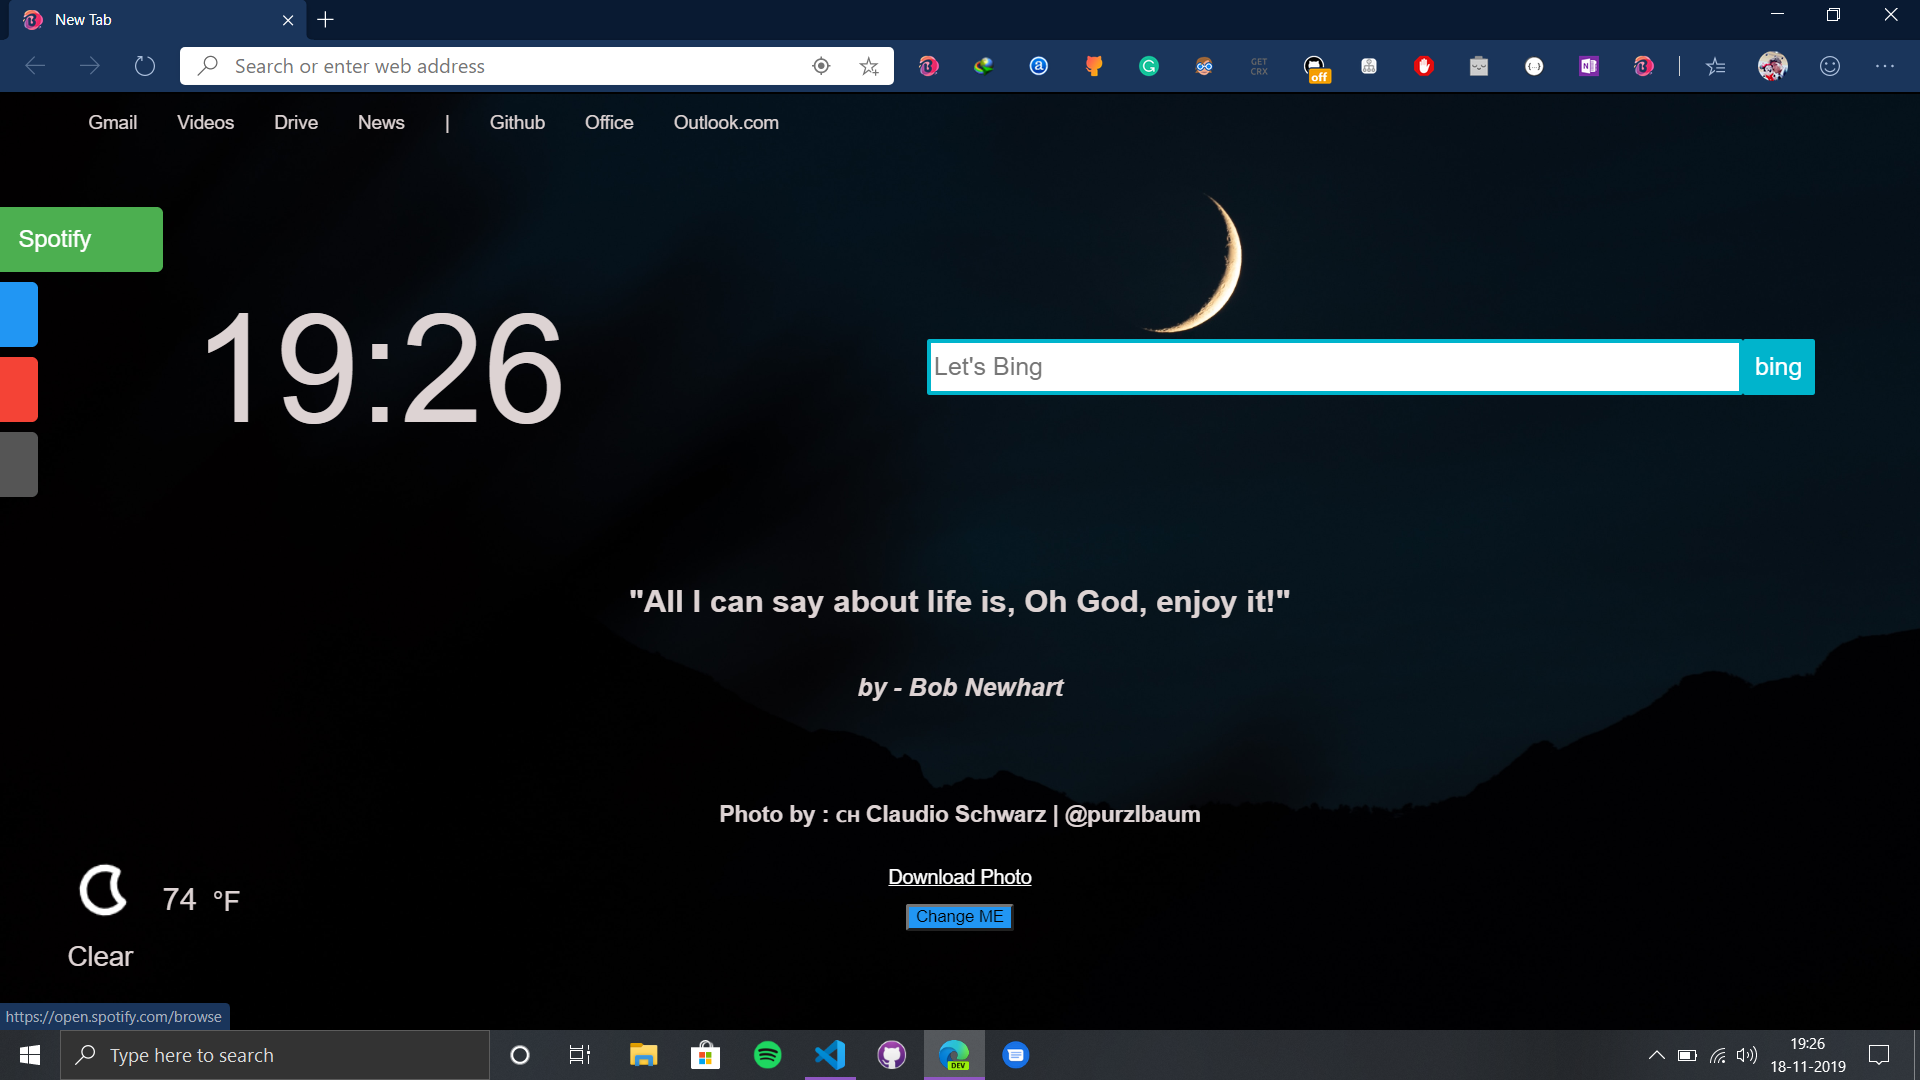 New Tab
Search or enter web address
GET
CRX
off
Gmail Videos Drive News | Github Office Outlook.com
Spotify
19:26
Let's Bing
bing
"All I can say about life is, Oh God, enjoy it!"
by - Bob Newhart
Photo by : ᴄʜ Claudio Schwarz | @purzlbaum
Download Photo
Change ME
74 °F
Clear
https://open.spotify.com/browse
Type here to search
DEV
19:26
18-11-2019